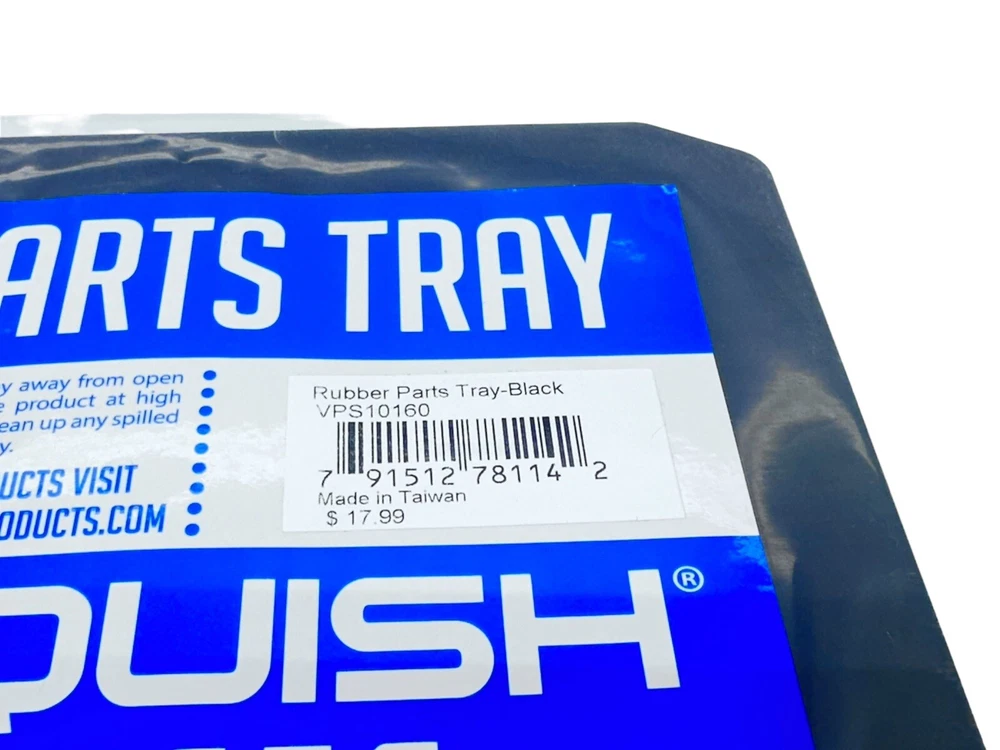 ARTS TRAY
y away from open
e product at high
ean up any spilled
y.
UCTS VISIT
ODUCTS.COM
Rubber Parts Tray-Black
VPS10160
7 91512 78114 2
Made in Taiwan
$ 17.99
QUISH®